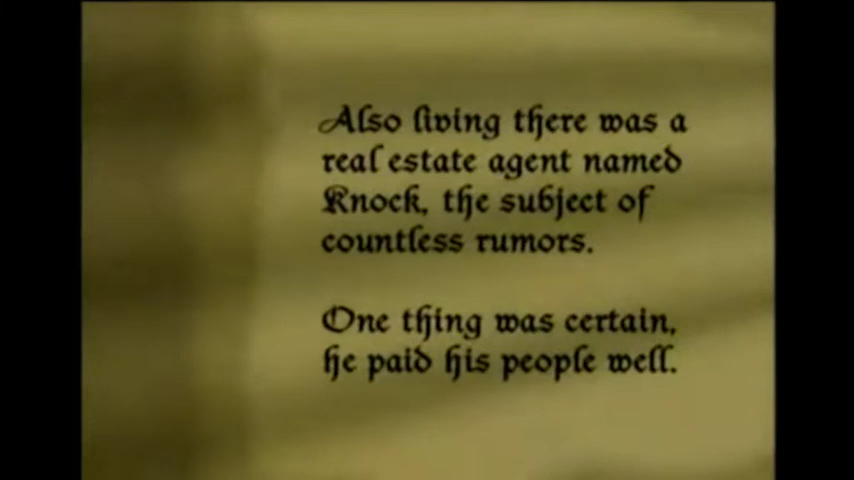 Also living there was a
real estate agent named
Knock, the subject of
countless rumors.
One thing was certain,
he paid his people well.